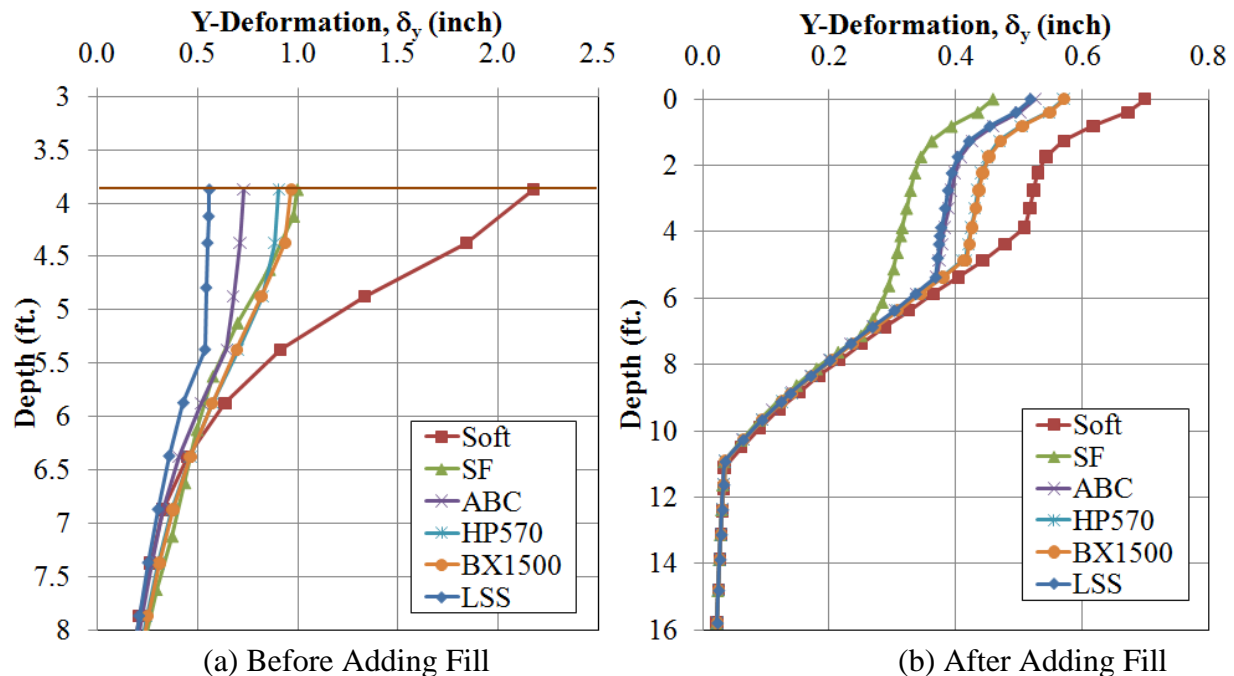 Y-Deformation, δy (inch)
0.0 0.5 1.0 1.5 2.0 2.5
3
3.5
4
4.5
5
5.5
6
6.5
7
7.5
8
Depth (ft.)
Soft
SF
ABC
HP570
BX1500
LSS
(a) Before Adding Fill
Y-Deformation, δy (inch)
0.0 0.2 0.4 0.6 0.8
0
2
4
6
8
10
12
14
16
Depth (ft.)
Soft
SF
ABC
HP570
BX1500
LSS
(b) After Adding Fill